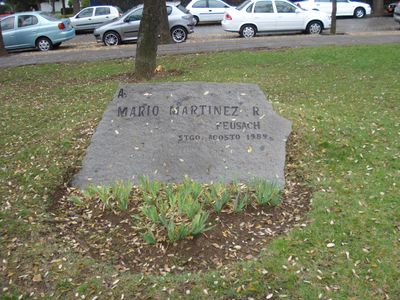 A:
MARIO MARTINEZ R.
FEUSACH
STGO. AGOSTO 1989.